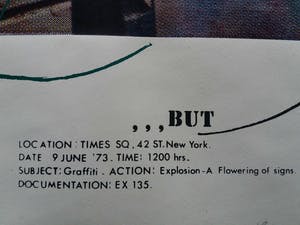 ,,,BUT
LOCATION: TIMES SQ, 42 ST. New York.
DATE 9 JUNE '73. TIME: 1200 hrs.
SUBJECT: Graffiti. ACTION: Explosion-A Flowering of signs.
DOCUMENTATION: EX 135.